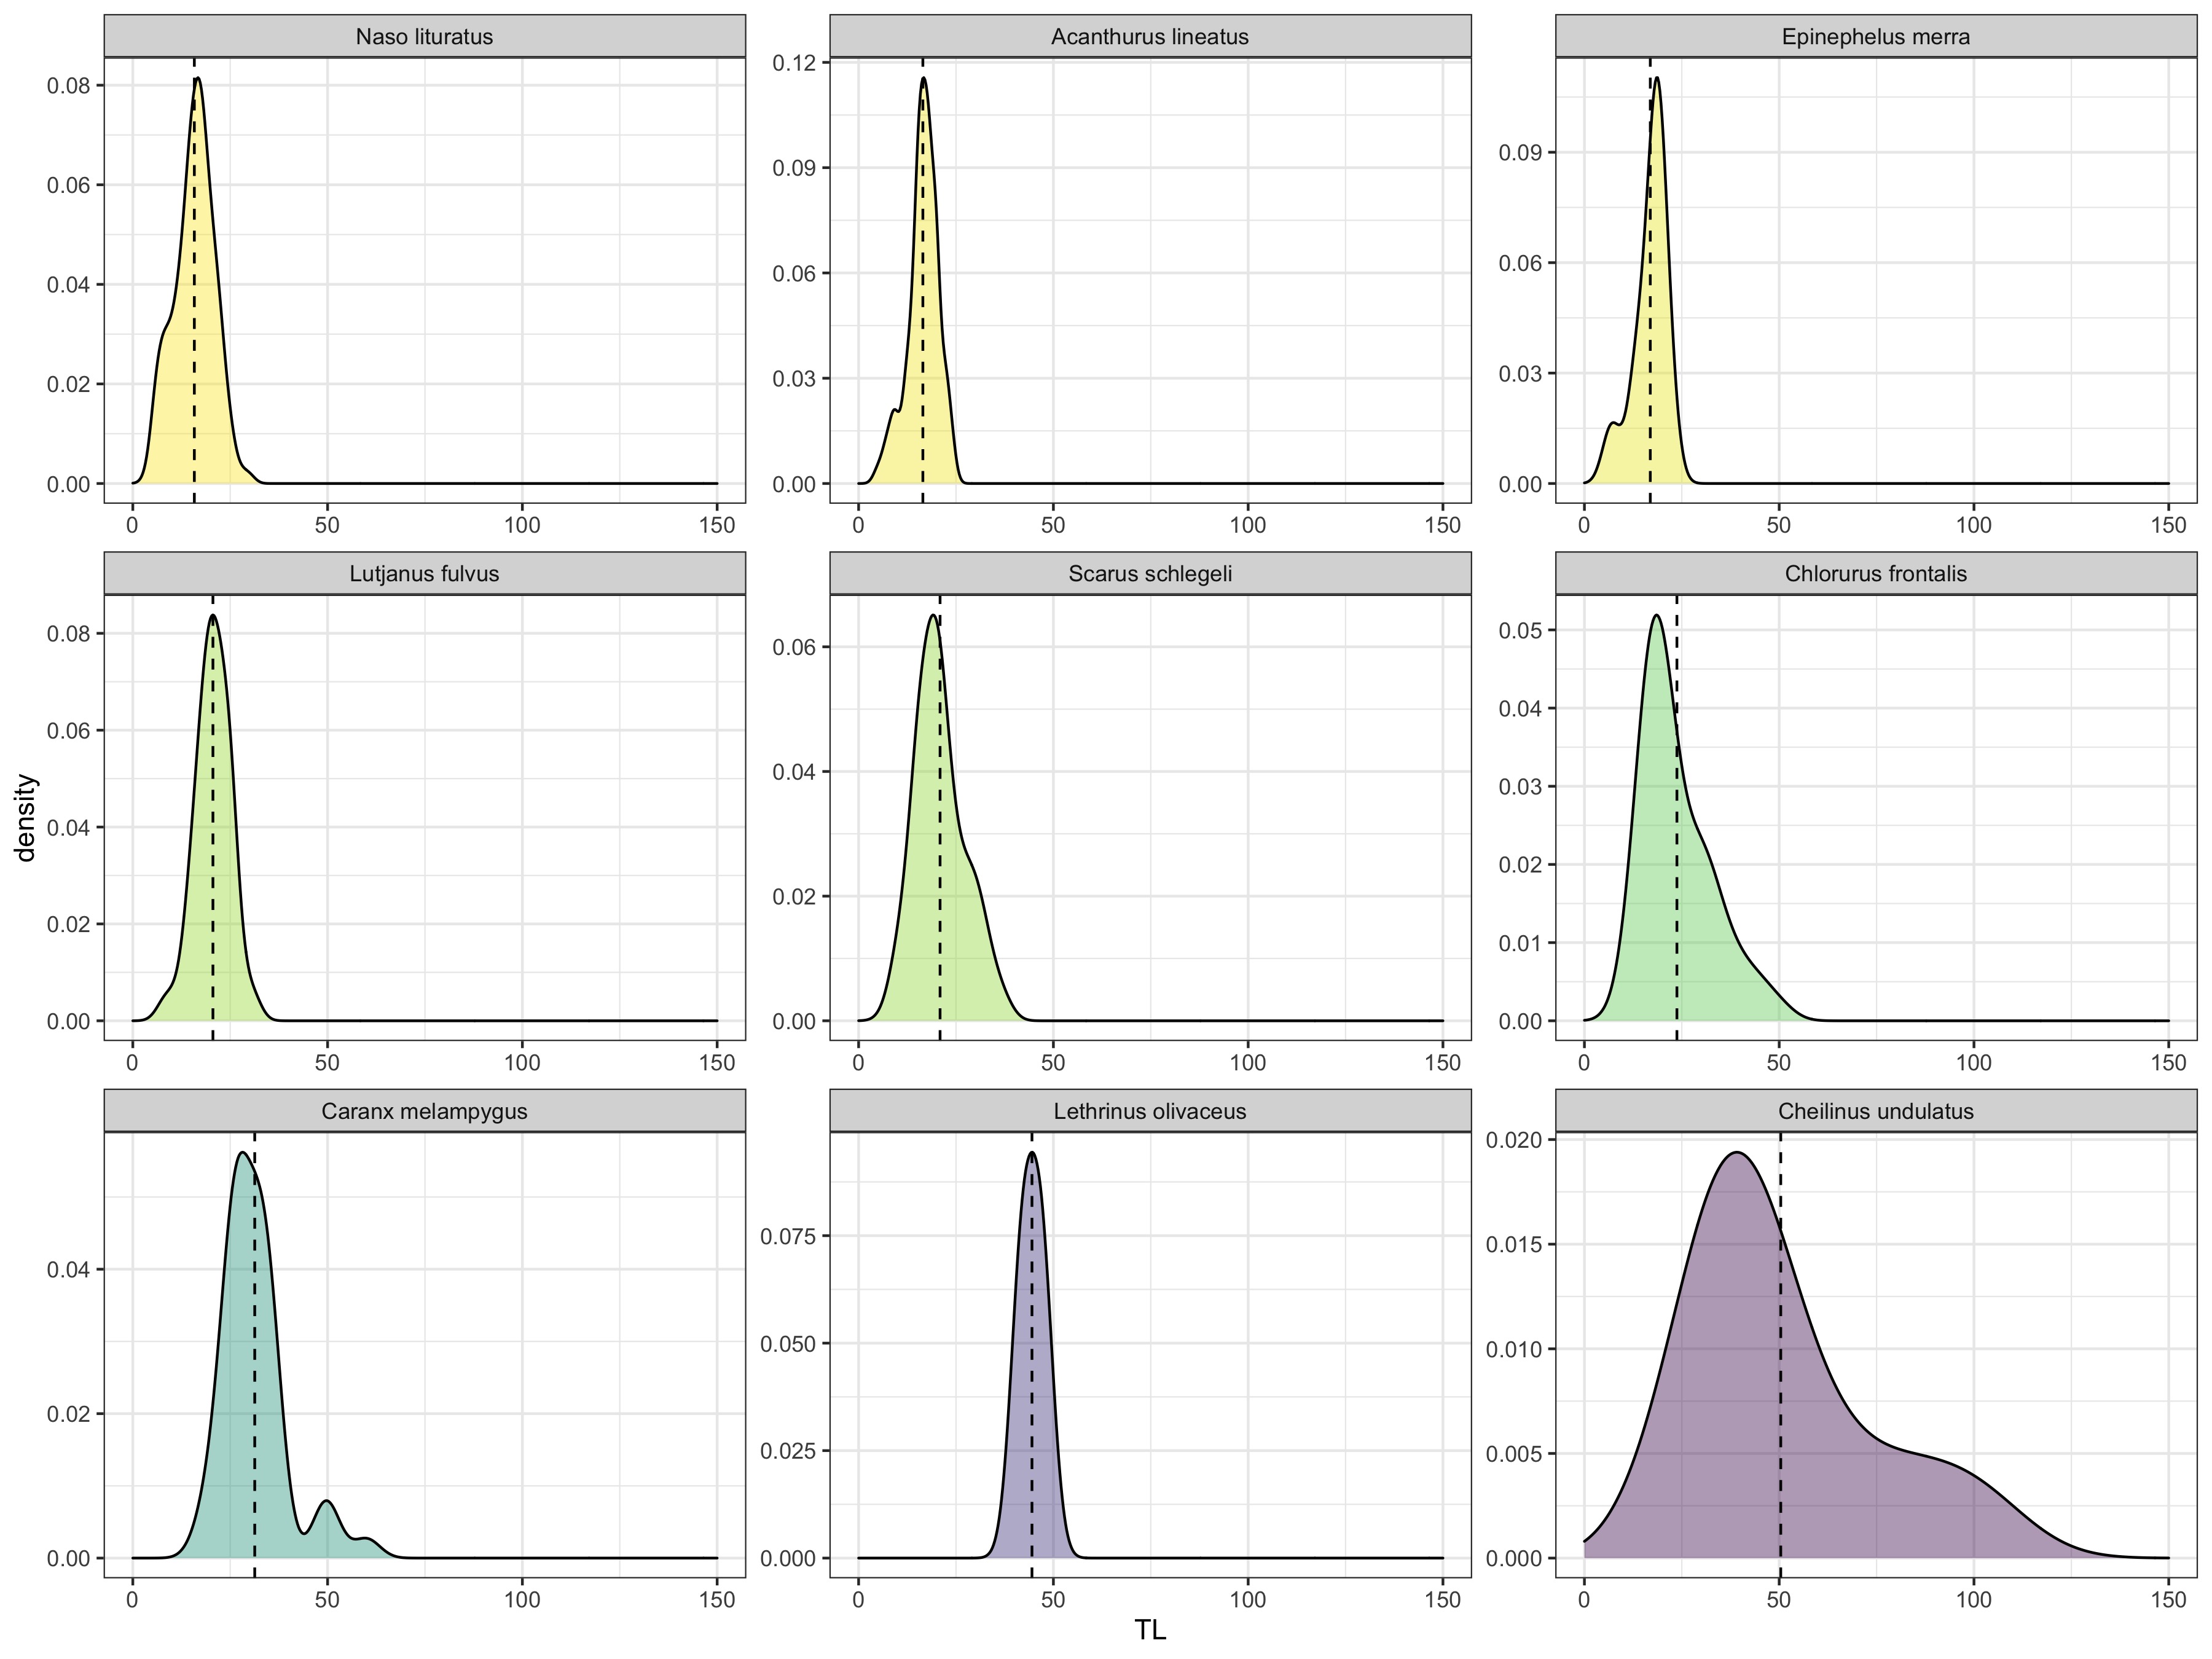 Naso lituratus
Acanthurus lineatus
Epinephelus merra
0.08
0.06
0.04
0.02
0.00
0 50 100 150
0.12
0.09
0.06
0.03
0.00
0 50 100 150
0.09
0.06
0.03
0.00
0 50 100 150
Lutjanus fulvus
Scarus schlegeli
Chlorurus frontalis
density
0.08
0.06
0.04
0.02
0.00
0 50 100 150
0.06
0.04
0.02
0.00
0 50 100 150
0.05
0.04
0.03
0.02
0.01
0.00
0 50 100 150
Caranx melampygus
Lethrinus olivaceus
Cheilinus undulatus
0.04
0.02
0.00
0 50 100 150
0.075
0.050
0.025
0.000
0 50 100 150
0.020
0.015
0.010
0.005
0.000
0 50 100 150
TL